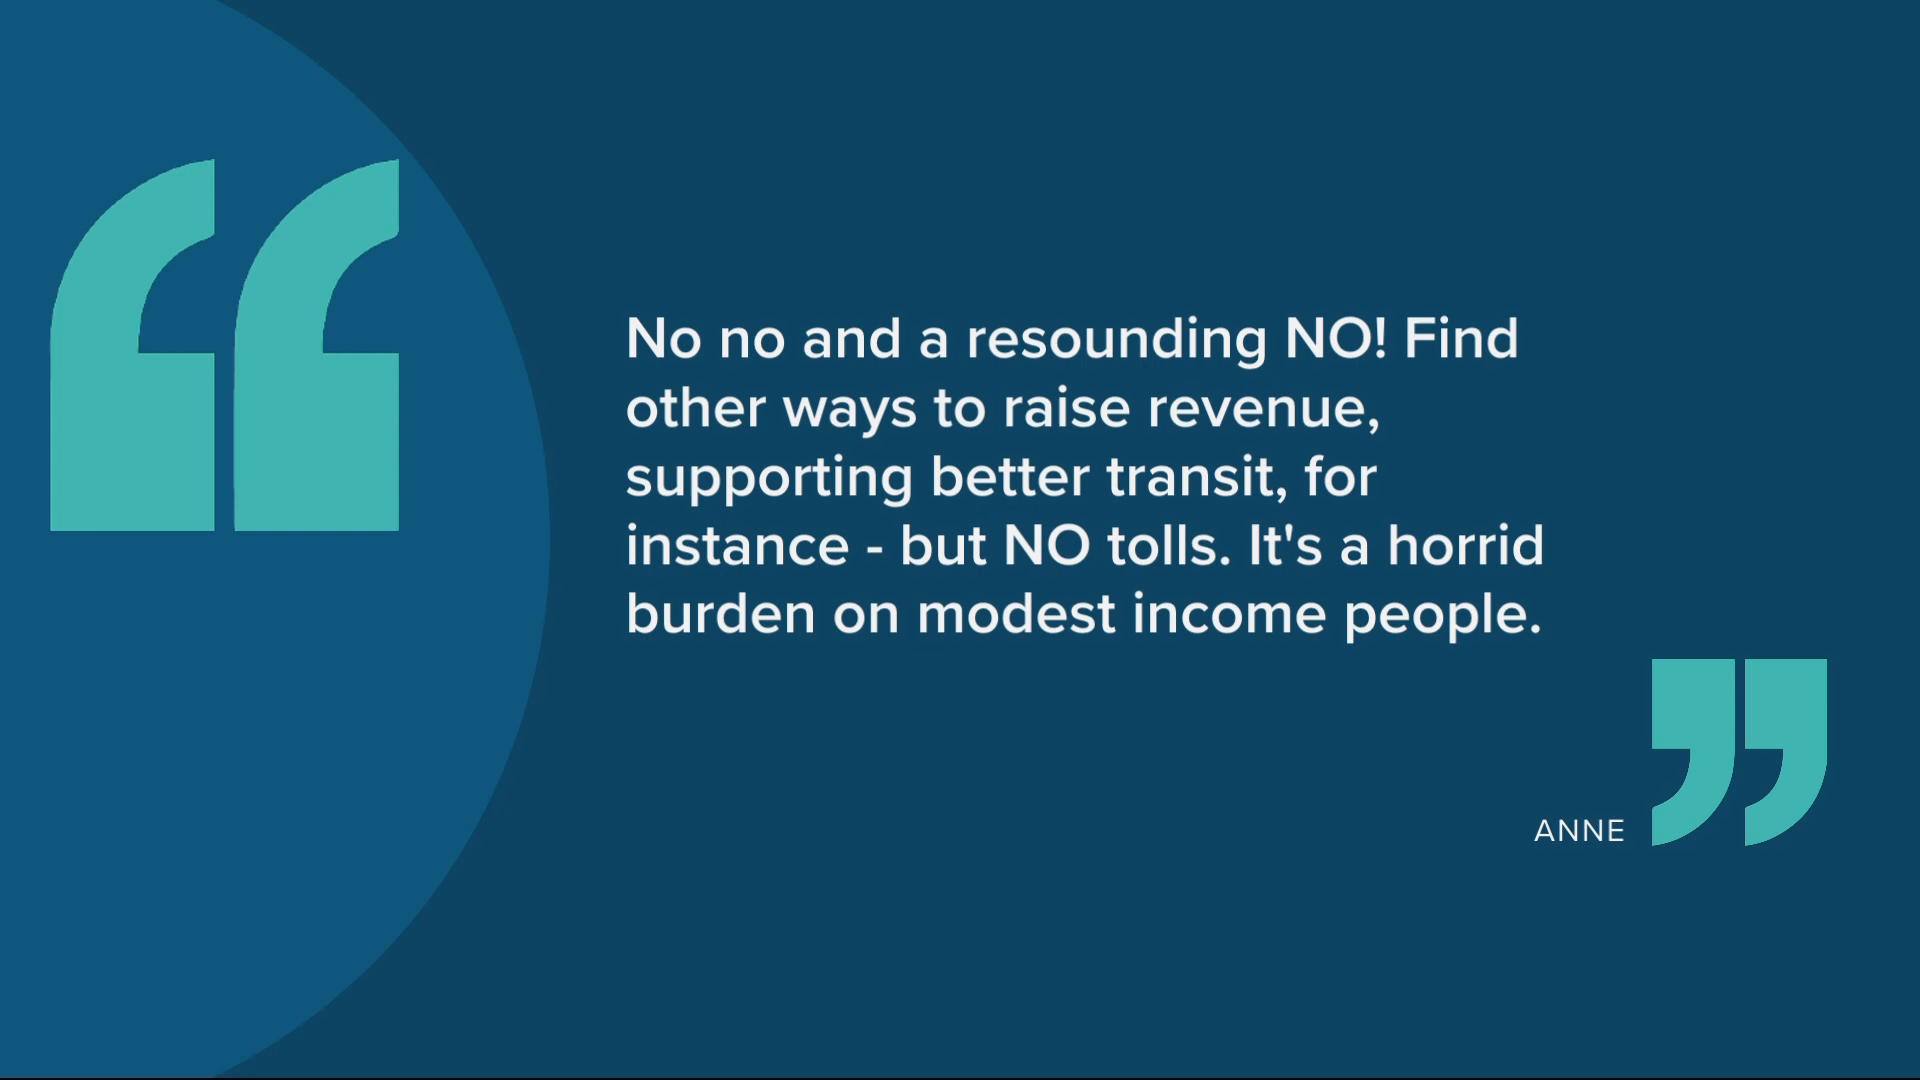 No no and a resounding NO! Find
other ways to raise revenue,
supporting better transit, for
instance - but NO tolls. It's a horrid
burden on modest income people.
ANNE